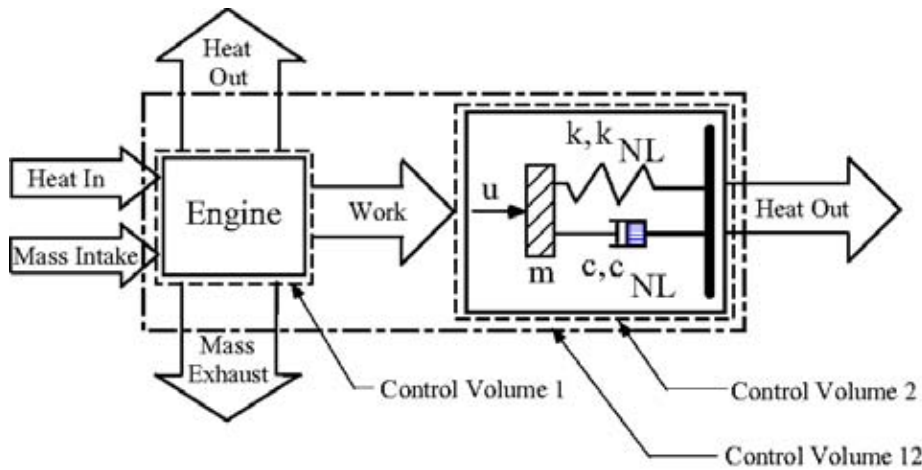 Heat
Out
Heat In
Mass Intake
Engine
Work
u
k, k NL
m
c, c NL
Heat Out
Mass
Exhaust
Control Volume 1
Control Volume 2
Control Volume 12